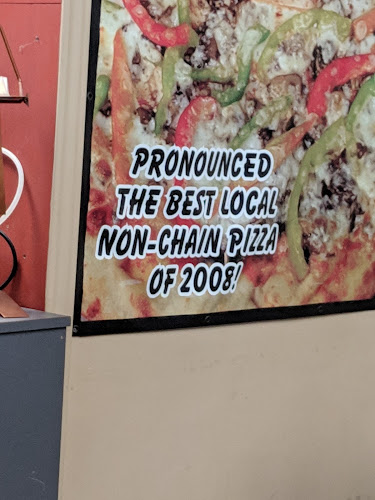 PRONOUNCED
THE BEST LOCAL
NON-CHAIN PIZZA
OF 2008!